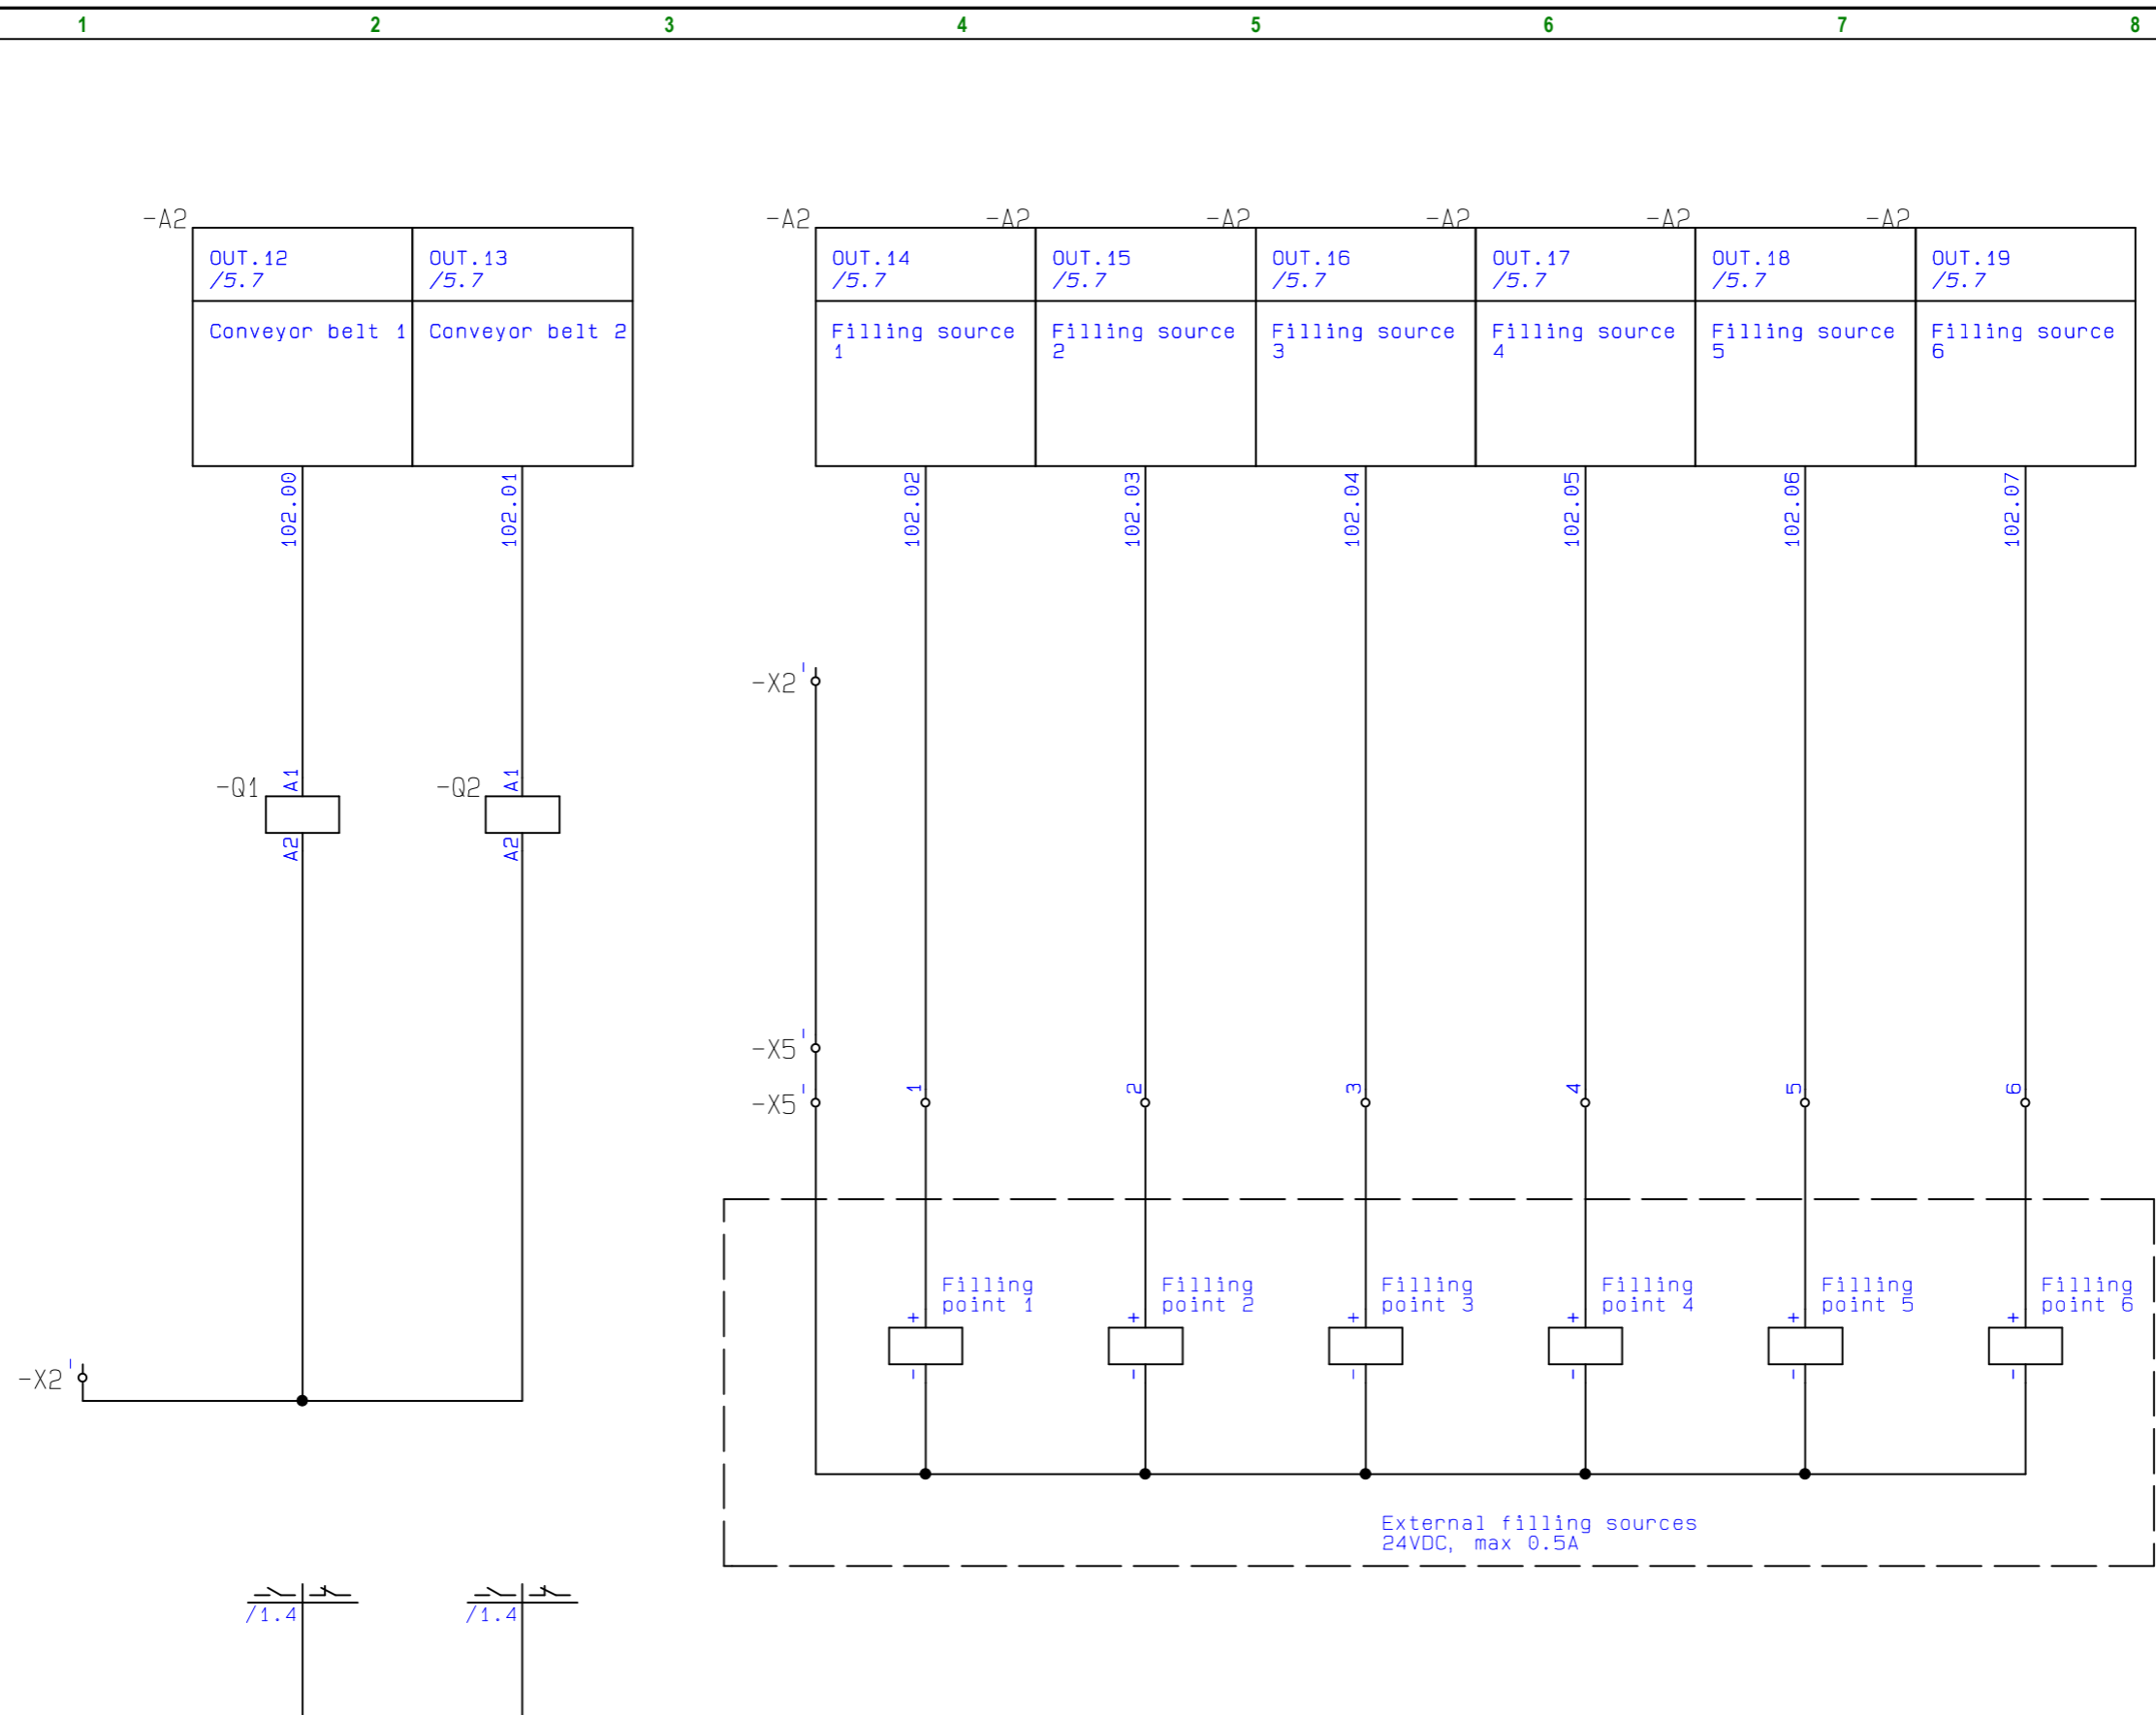 1 2 3 4 5 6 7 8
-A2 -A2 -A2 -A2 -A2 -A2 -A2
OUT.12 OUT.13 OUT.14 OUT.15 OUT.16 OUT.17 OUT.18 OUT.19
/5.7 /5.7 /5.7 /5.7 /5.7 /5.7 /5.7 /5.7
Conveyor belt 1 Conveyor belt 2 Filling source Filling source Filling source Filling source Filling source Filling source
1 2 3 4 5 6
102.00 102.01 102.02 102.03 102.04 102.05 102.06 102.07
-X2 -
-Q1 A1 -Q2 A1
A2 A2
-X5 -
-X5 - 1 2 3 4 5 6
Filling Filling Filling Filling Filling Filling
point 1 point 2 point 3 point 4 point 5 point 6
+ + + + + +
- - - - - -
-X2 -
External filling sources
24VDC, max 0.5A
/1.4 /1.4